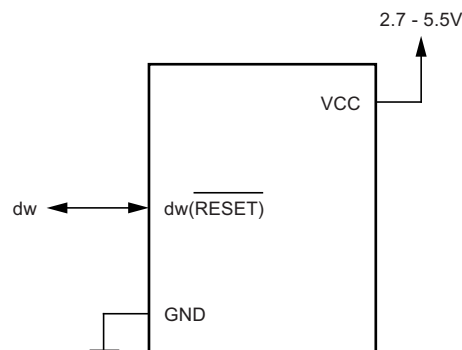 2.7 - 5.5V
VCC
dw
dw(RESET)
GND